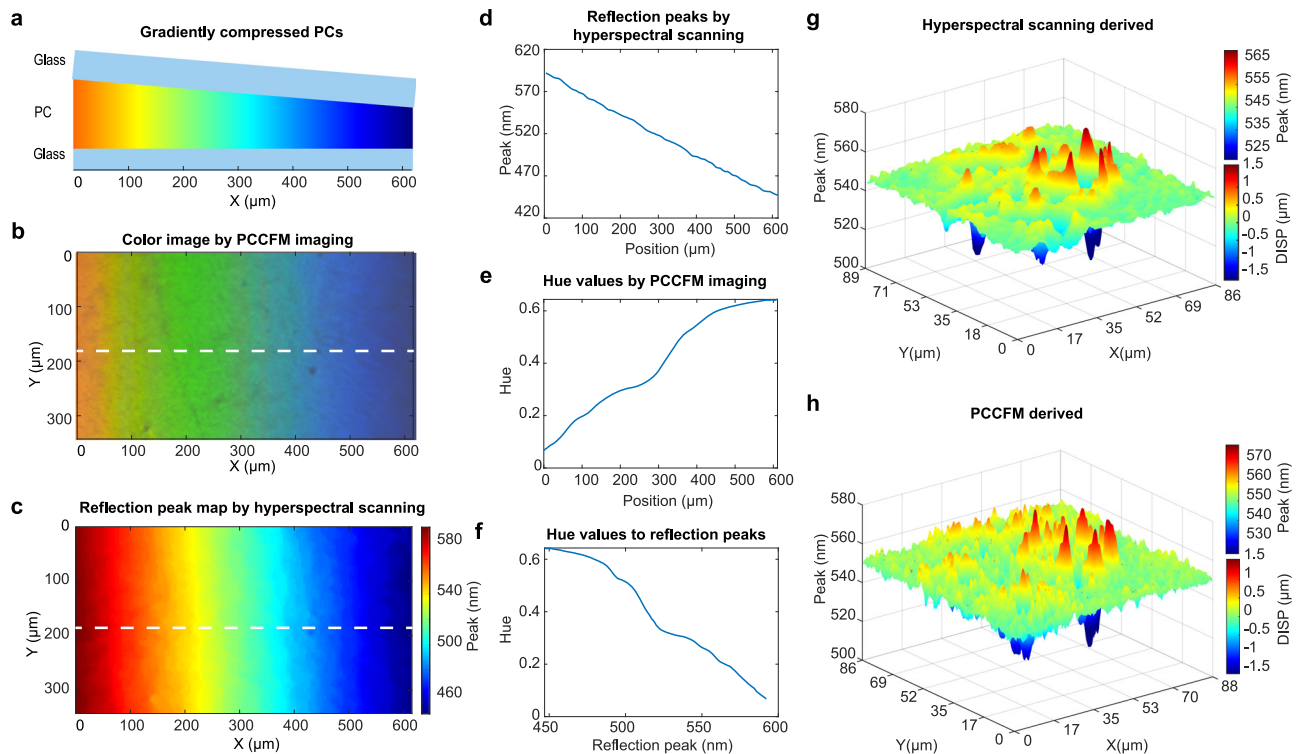 a
Gradiently compressed PCs
Glass
PC
Glass
0 100 200 300 400 500 600
X (µm)
b
Color image by PCCFM imaging
0
100
200
300
Y (µm)
0 100 200 300 400 500 600
X (µm)
c
Reflection peak map by hyperspectral scanning
0
100
200
300
Y (µm)
0 100 200 300 400 500 600
X (µm)
580
540
500
460
Peak (nm)
d
Reflection peaks by
hyperspectral scanning
620
570
520
470
420
Peak (nm)
0 100 200 300 400 500 600
Position (µm)
e
Hue values by PCCFM imaging
0.6
0.4
0.2
0
Hue
0 100 200 300 400 500 600
Position (µm)
f
Hue values to reflection peaks
0.6
0.4
0.2
0
Hue
450 500 550 600
Reflection peak (nm)
g
Hyperspectral scanning derived
580
560
540
520
500
Peak (nm)
89
71
53
35
18
0
Y(µm)
0
17
35
52
69
86
X(µm)
565
555
545
535
525
Peak (nm)
1.5
1
0.5
0
-0.5
-1
-1.5
DISP (µm)
h
PCCFM derived
580
560
540
520
500
Peak (nm)
86
69
52
35
17
0
Y(µm)
0
17
35
53
70
88
X(µm)
570
560
550
540
530
Peak (nm)
1.5
1
0.5
0
-0.5
-1
-1.5
DISP (µm)